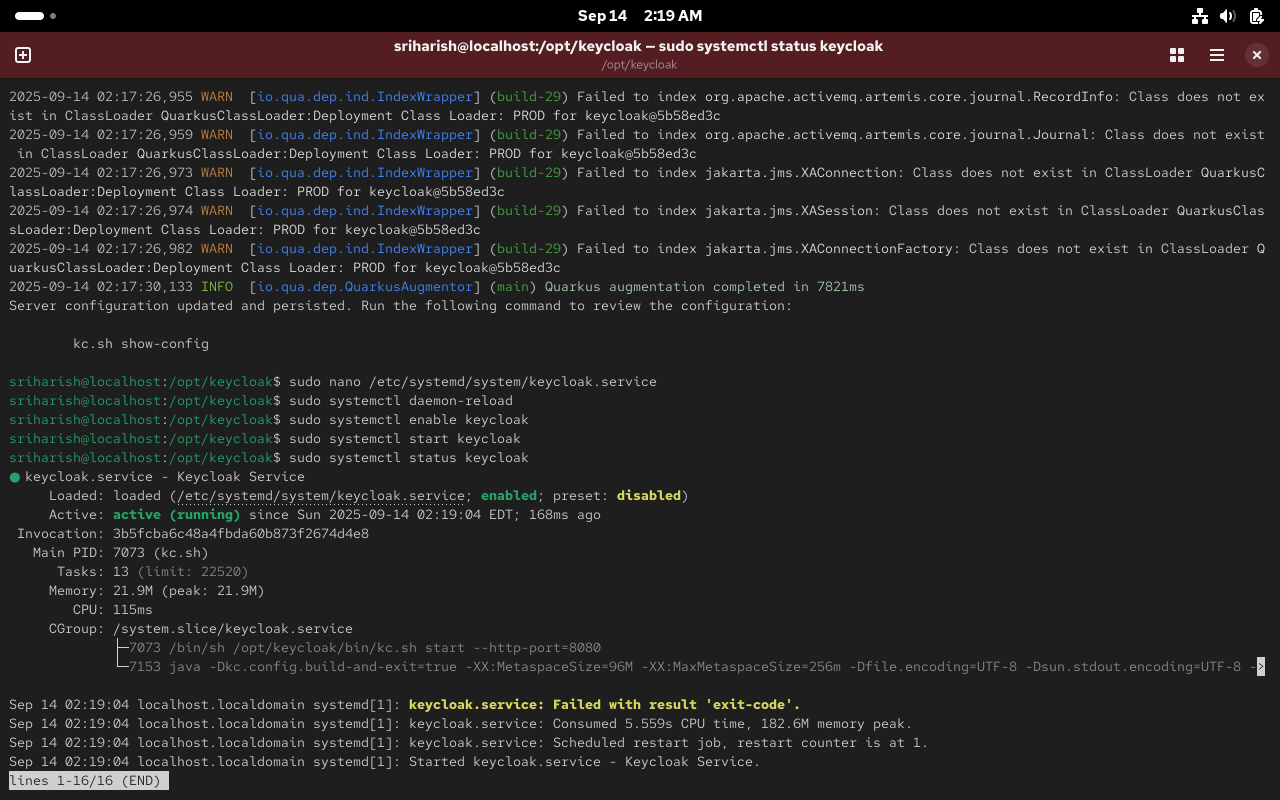 Sep 14 2:19 AM
sriharish@localhost:/opt/keycloak — sudo systemctl status keycloak
/opt/keycloak
2025-09-14 02:17:26,955 WARN  [io.qua.dep.ind.IndexWrapper] (build-29) Failed to index org.apache.activemq.artemis.core.journal.RecordInfo: Class does not ex
ist in ClassLoader QuarkusClassLoader:Deployment Class Loader: PROD for keycloak@5b58ed3c
2025-09-14 02:17:26,959 WARN  [io.qua.dep.ind.IndexWrapper] (build-29) Failed to index org.apache.activemq.artemis.core.journal.Journal: Class does not exist
 in ClassLoader QuarkusClassLoader:Deployment Class Loader: PROD for keycloak@5b58ed3c
2025-09-14 02:17:26,973 WARN  [io.qua.dep.ind.IndexWrapper] (build-29) Failed to index jakarta.jms.XAConnection: Class does not exist in ClassLoader QuarkusC
lassLoader:Deployment Class Loader: PROD for keycloak@5b58ed3c
2025-09-14 02:17:26,974 WARN  [io.qua.dep.ind.IndexWrapper] (build-29) Failed to index jakarta.jms.XASession: Class does not exist in ClassLoader QuarkusClas
sLoader:Deployment Class Loader: PROD for keycloak@5b58ed3c
2025-09-14 02:17:26,982 WARN  [io.qua.dep.ind.IndexWrapper] (build-29) Failed to index jakarta.jms.XAConnectionFactory: Class does not exist in ClassLoader Q
uarkusClassLoader:Deployment Class Loader: PROD for keycloak@5b58ed3c
2025-09-14 02:17:30,133 INFO  [io.qua.dep.QuarkusAugmentor] (main) Quarkus augmentation completed in 7821ms
Server configuration updated and persisted. Run the following command to review the configuration:
kc.sh show-config
sriharish@localhost:/opt/keycloak$ sudo nano /etc/systemd/system/keycloak.service
sriharish@localhost:/opt/keycloak$ sudo systemctl daemon-reload
sriharish@localhost:/opt/keycloak$ sudo systemctl enable keycloak
sriharish@localhost:/opt/keycloak$ sudo systemctl start keycloak
sriharish@localhost:/opt/keycloak$ sudo systemctl status keycloak
● keycloak.service - Keycloak Service
Loaded: loaded (/etc/systemd/system/keycloak.service; enabled; preset: disabled)
Active: active (running) since Sun 2025-09-14 02:19:04 EDT; 168ms ago
Invocation: 3b5fcba6c48a4fbda60b873f2674d4e8
Main PID: 7073 (kc.sh)
Tasks: 13 (limit: 22520)
Memory: 21.9M (peak: 21.9M)
CPU: 115ms
CGroup: /system.slice/keycloak.service
├─7073 /bin/sh /opt/keycloak/bin/kc.sh start --http-port=8080
└─7153 java -Dkc.config.build-and-exit=true -XX:MetaspaceSize=96M -XX:MaxMetaspaceSize=256m -Dfile.encoding=UTF-8 -Dsun.stdout.encoding=UTF-8 ->
Sep 14 02:19:04 localhost.localdomain systemd[1]: keycloak.service: Failed with result 'exit-code'.
Sep 14 02:19:04 localhost.localdomain systemd[1]: keycloak.service: Consumed 5.559s CPU time, 182.6M memory peak.
Sep 14 02:19:04 localhost.localdomain systemd[1]: keycloak.service: Scheduled restart job, restart counter is at 1.
Sep 14 02:19:04 localhost.localdomain systemd[1]: Started keycloak.service - Keycloak Service.
lines 1-16/16 (END)